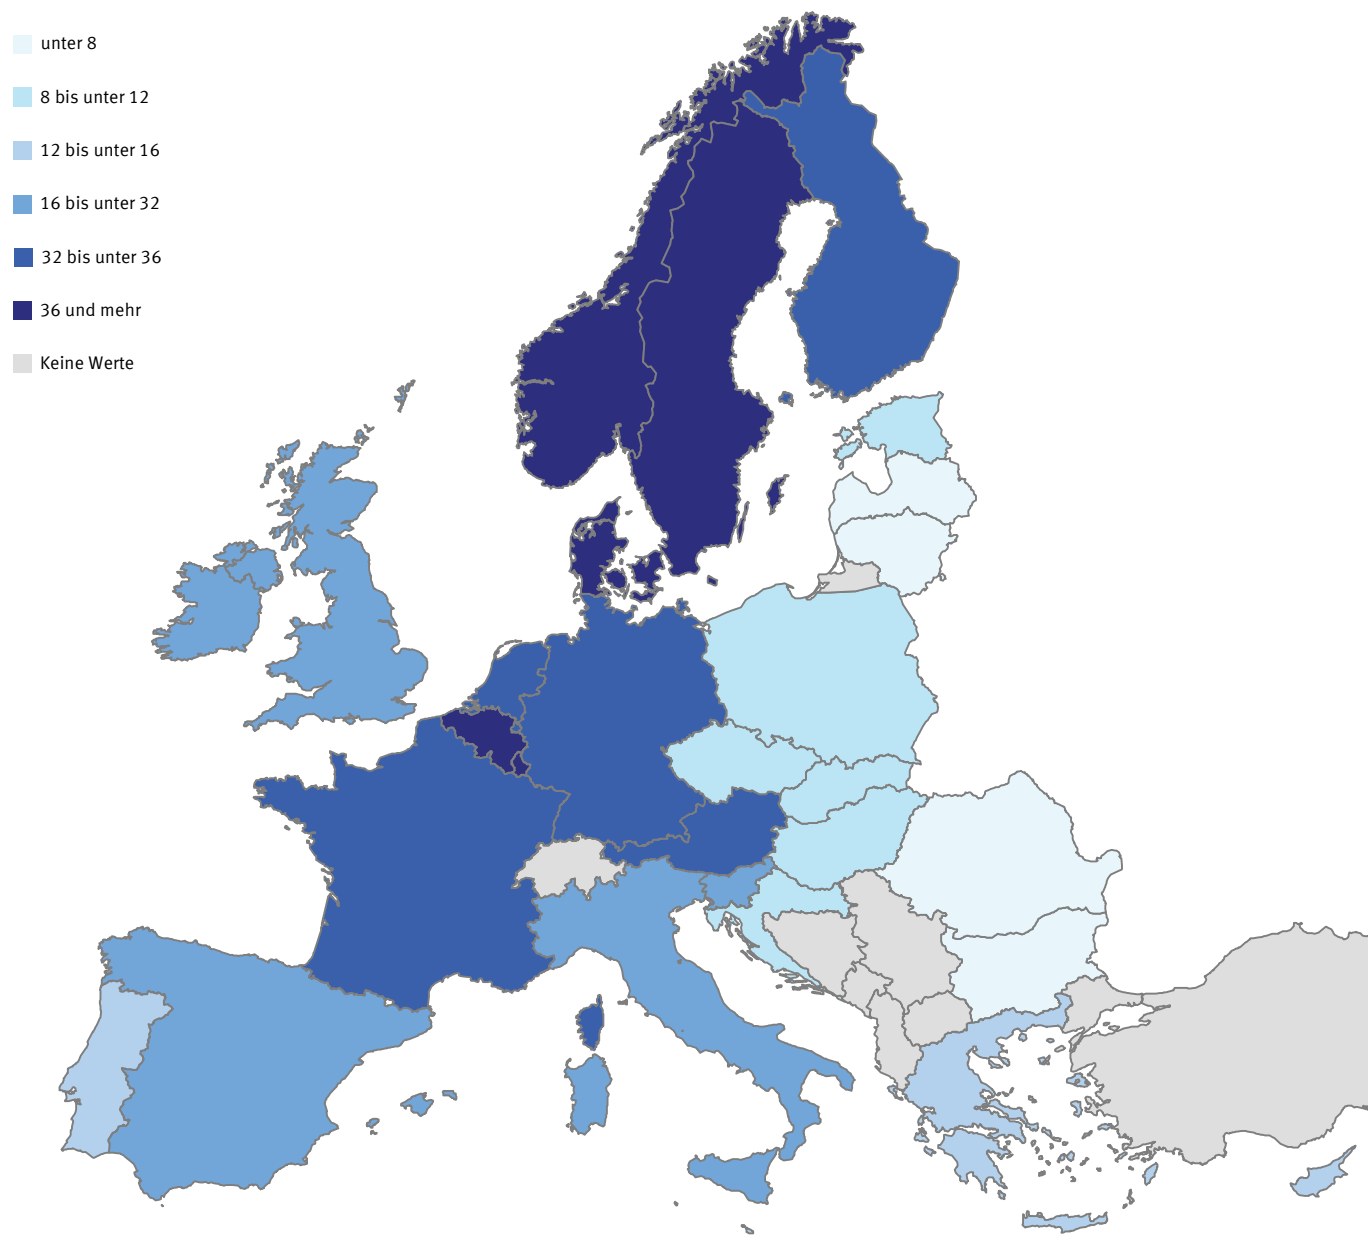 unter 8
8 bis unter 12
12 bis unter 16
16 bis unter 32
32 bis unter 36
36 und mehr
Keine Werte